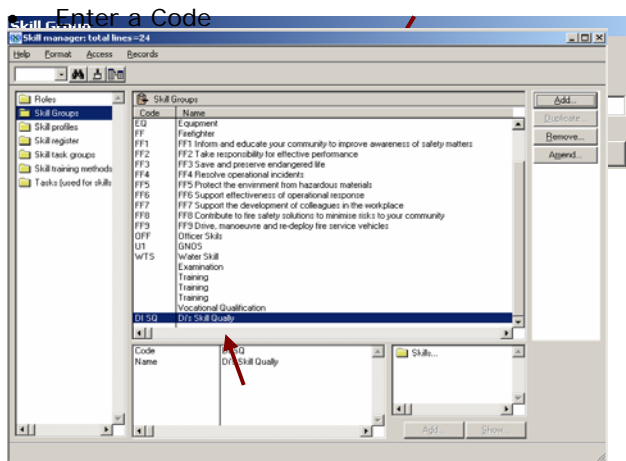 • Enter a Code
Skill Group
Skill manager: total lines=24
Help Format Access Records
Roles
Skill Groups
Skill profiles
Skill register
Skill task groups
Skill training methods
Tasks (used for skills
Skill Groups
Code Name
EQ Equipment
FF Firefighter
FF1 FF1 Inform and educate your community to improve awareness of safety matters
FF2 FF2 Take responsibility for effective performance
FF3 FF3 Save and preserve endangered life
FF4 FF4 Resolve operational incidents
FF5 FF5 Protect the envirnment from hazardous materials
FF6 FF6 Support effectiveness of operational response
FF7 FF7 Support the development of colleagues in the workplace
FF8 FF8 Contribute to fire safety solutions to minimise risks to your community
FF9 FF9 Drive, manoeuvre and re-deploy fire service vehicles
OFF Officer Skils
U1 GNOS
WTS Water Skill
Examination
Training
Training
Training
Vocational Qualification
DI SQ Di's Skill Qually
Add...
Duplicate...
Remove...
Amend...
Code DI SQ
Name Di's Skill Qually
Skills...
Add... Show...